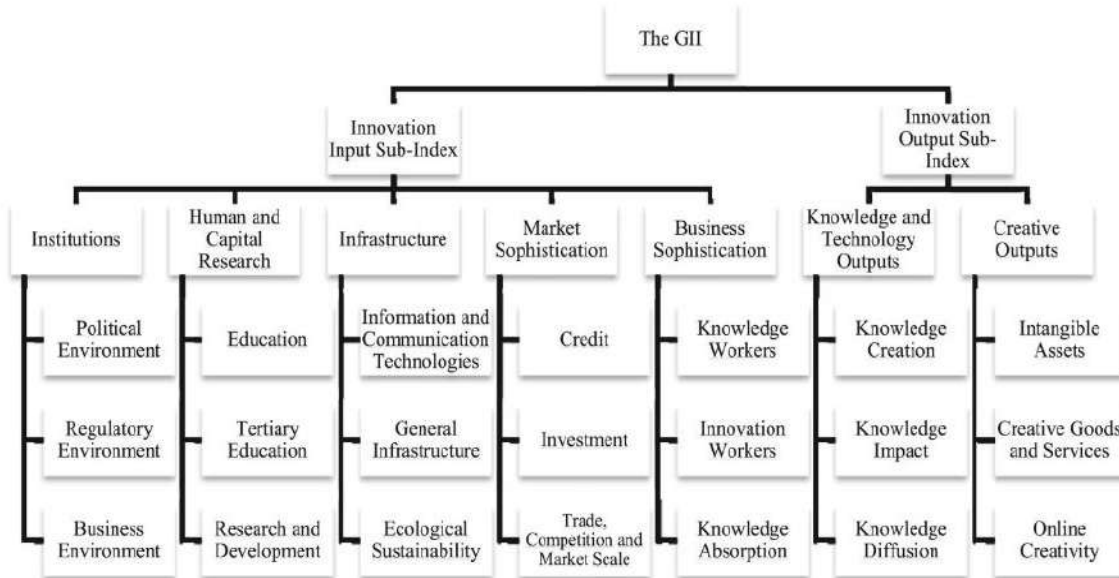 The GII
Innovation
Input Sub-Index
Innovation
Output Sub-
Index
Institutions
Human and
Capital
Research
Infrastructure
Market
Sophistication
Business
Sophistication
Knowledge and
Technology
Outputs
Creative
Outputs
Political
Environment
Education
Information and
Communication
Technologies
Credit
Knowledge
Workers
Knowledge
Creation
Intangible
Assets
Regulatory
Environment
Tertiary
Education
General
Infrastructure
Investment
Innovation
Workers
Knowledge
Impact
Creative Goods
and Services
Business
Environment
Research and
Development
Ecological
Sustainability
Trade,
Competition and
Market Scale
Knowledge
Absorption
Knowledge
Diffusion
Online
Creativity